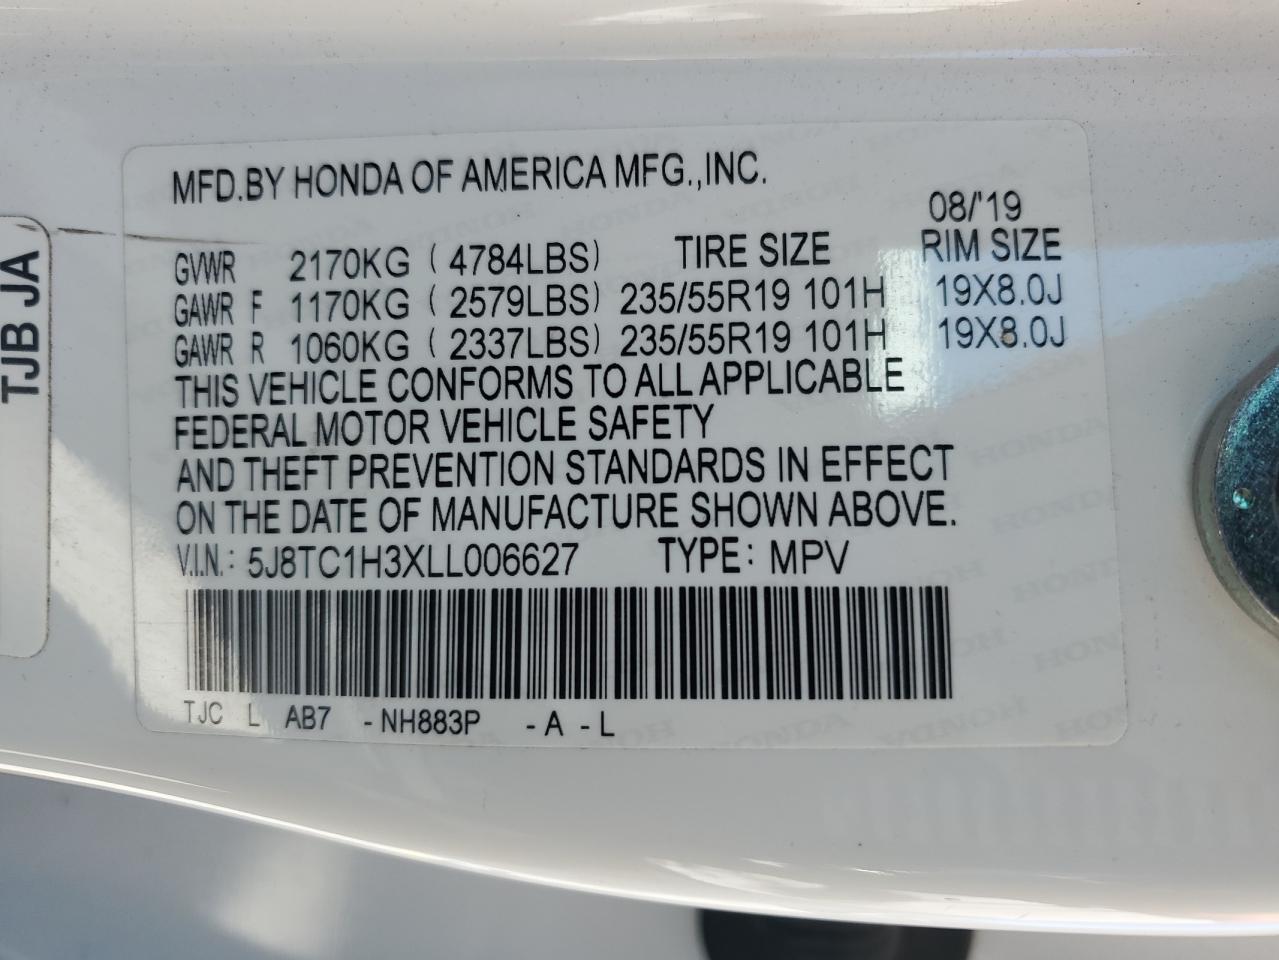 MFD.BY HONDA OF AMERICA MFG.,INC.
08/'19
GVWR 2170KG ( 4784LBS) TIRE SIZE RIM SIZE
GAWR F 1170KG ( 2579LBS) 235/55R19 101H 19X8.0J
GAWR R 1060KG ( 2337LBS) 235/55R19 101H 19X8.0J
THIS VEHICLE CONFORMS TO ALL APPLICABLE
FEDERAL MOTOR VEHICLE SAFETY
AND THEFT PREVENTION STANDARDS IN EFFECT
ON THE DATE OF MANUFACTURE SHOWN ABOVE.
V.I.N.: 5J8TC1H3XLL006627 TYPE: MPV
TJC L AB7 -NH883P -A -L
TJB JA